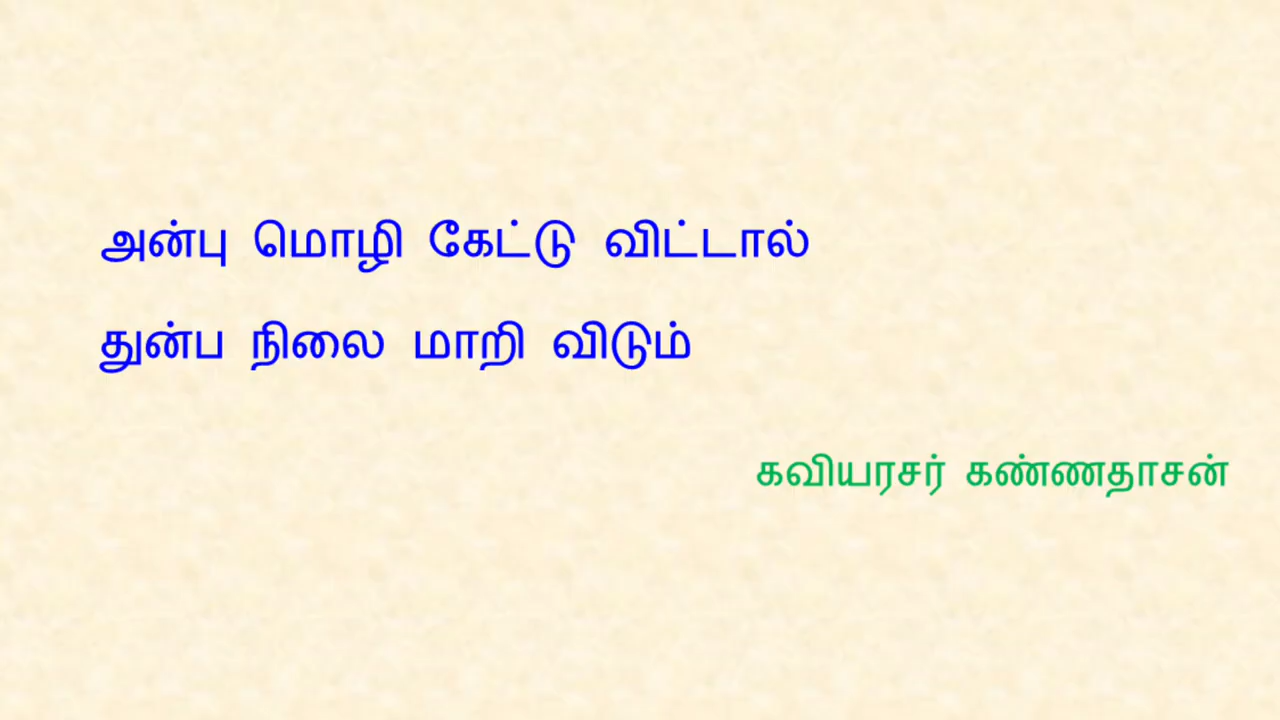 அன்பு மொழி கேட்டு விட்டால்
துன்ப நிலை மாறி விடும்
கவியரசர் கண்ணதாசன்